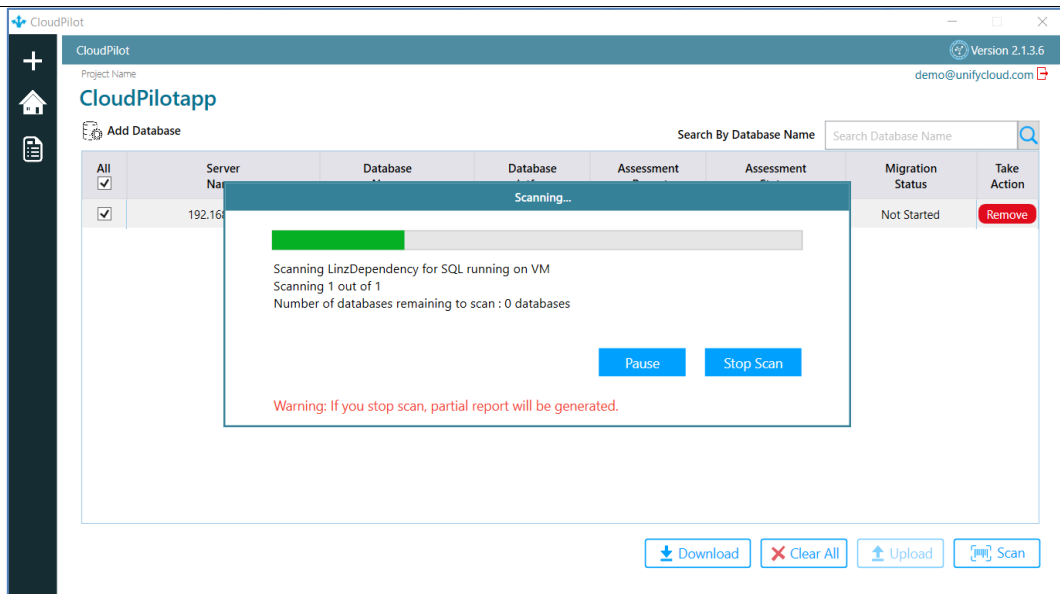 CloudPilot
CloudPilot
Version 2.1.3.6
Project Name
demo@unifycloud.com
CloudPilotapp
Add Database
Search By Database Name
Search Database Name
All
Server
Database
Database
Assessment
Assessment
Migration
Status
Take
Action
192.16
Not Started
Remove
Scanning...
Scanning LinzDependency for SQL running on VM
Scanning 1 out of 1
Number of databases remaining to scan : 0 databases
Pause
Stop Scan
Warning: If you stop scan, partial report will be generated.
Download
Clear All
Upload
Scan